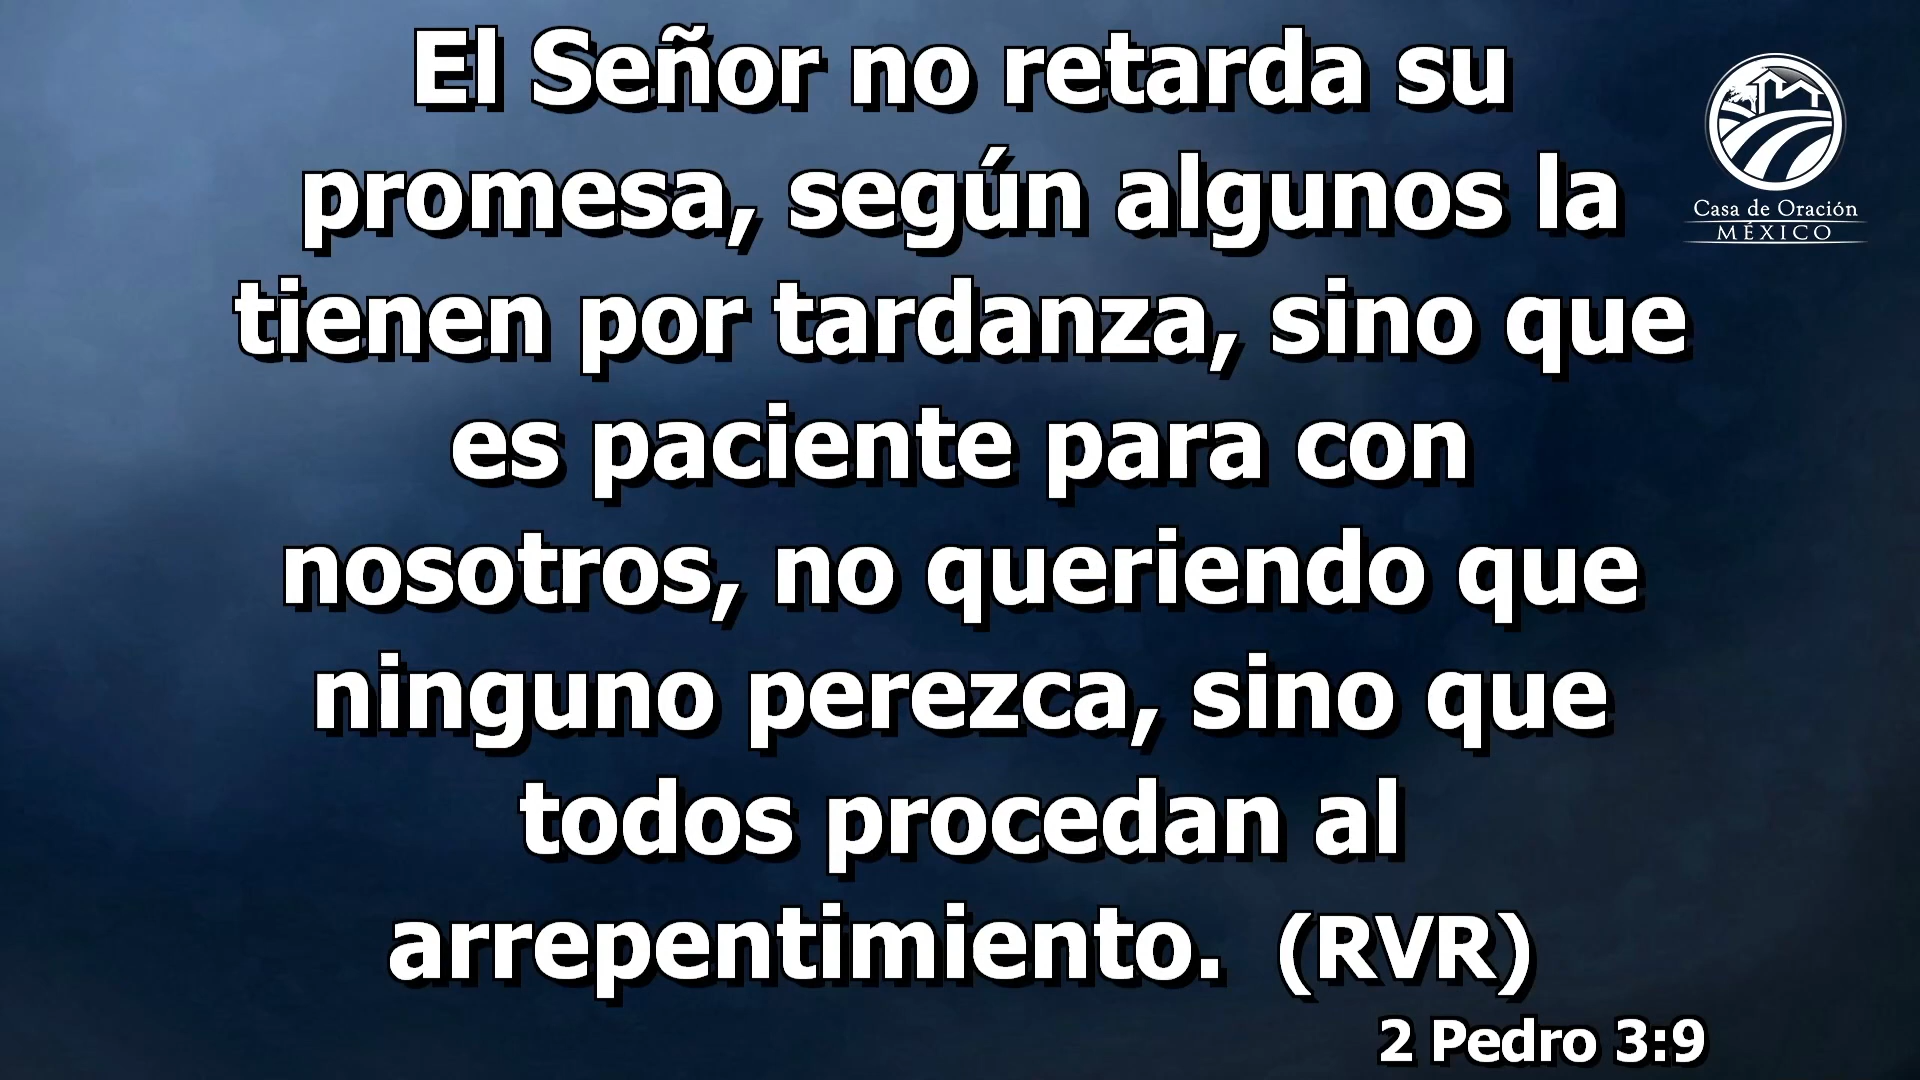 El Señor no retarda su
promesa, según algunos la
tienen por tardanza, sino que
es paciente para con
nosotros, no queriendo que
ninguno perezca, sino que
todos procedan al
arrepentimiento. (RVR)
2 Pedro 3:9
Casa de Oración
MÉXICO